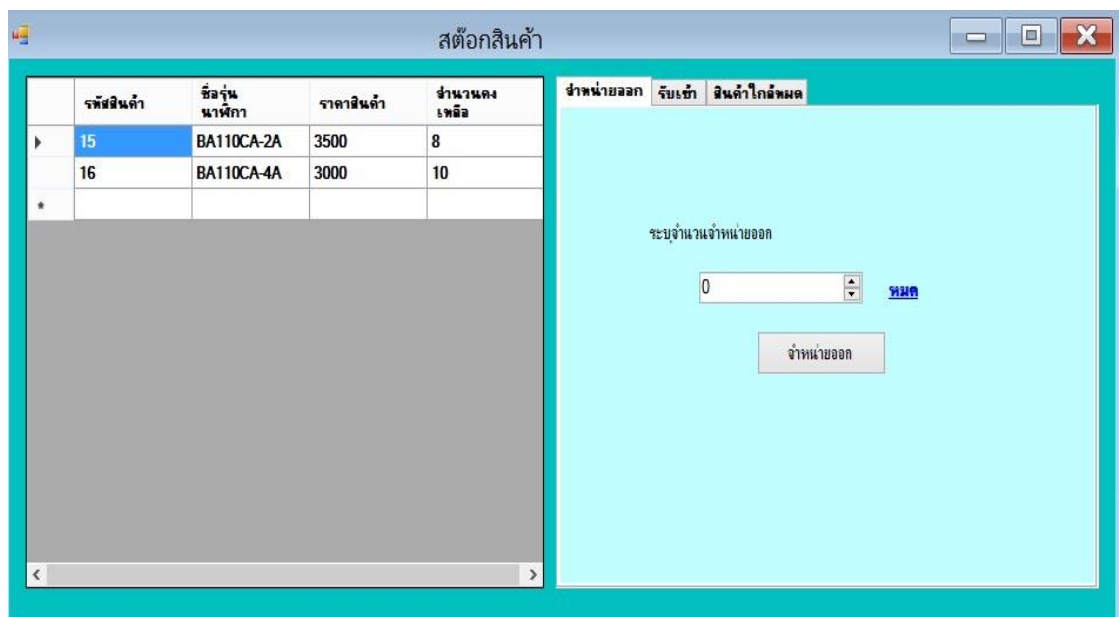 สต๊อกสินค้า
รหัสสินค้า ชื่อรุ่น ราคาสินค้า จำนวนคง
นาฬิกา เหลือ
15 BA110CA-2A 3500 8
16 BA110CA-4A 3000 10
จำหน่ายออก รับเข้า สินค้าใกล้หมด
ระบุจำนวนจำหน่ายออก
0 หมด
จำหน่ายออก